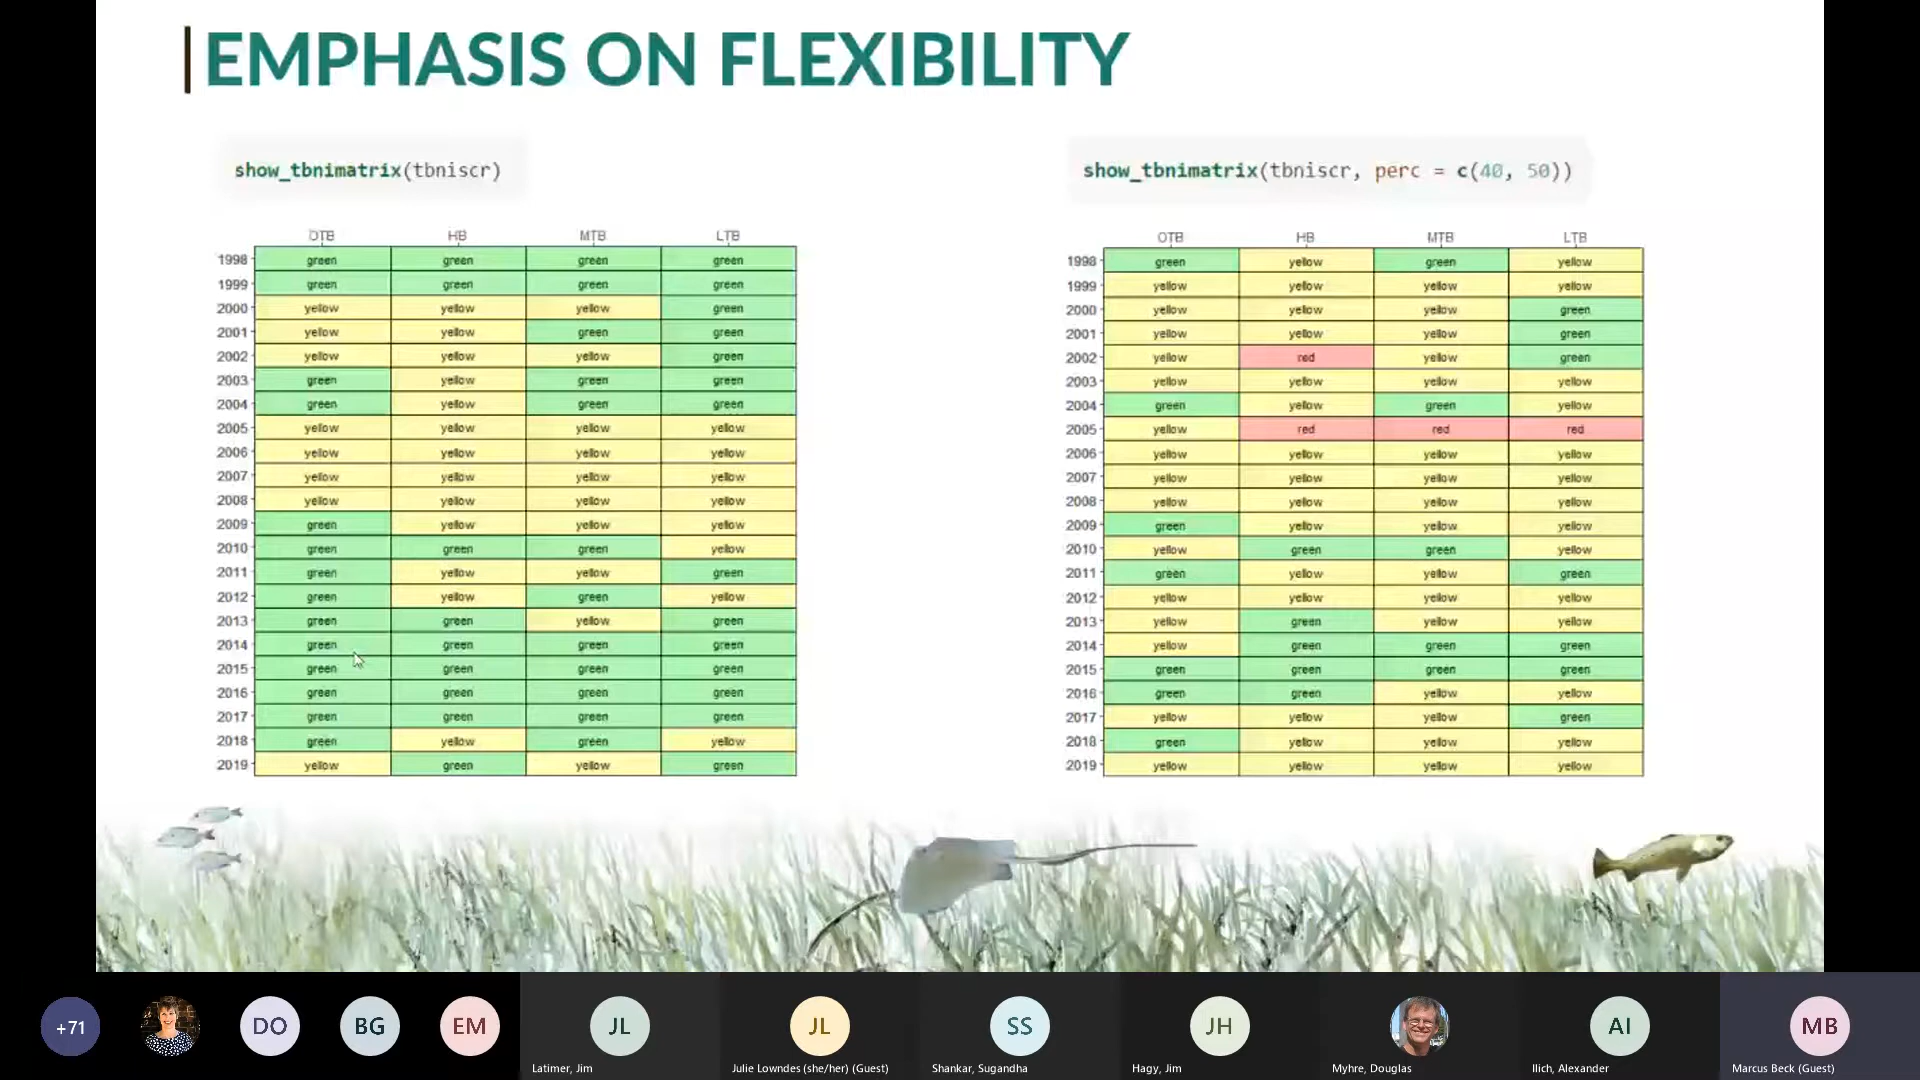 EMPHASIS ON FLEXIBILITY
show_tbnimatrix(tbniscr)
OTB HB MTB LTB
1998 green green green green
1999 green green green green
2000 yellow yellow yellow green
2001 yellow yellow green green
2002 yellow yellow yellow green
2003 green yellow green green
2004 green yellow green green
2005 yellow yellow yellow yellow
2006 yellow yellow yellow yellow
2007 yellow yellow yellow yellow
2008 yellow yellow yellow yellow
2009 green yellow yellow yellow
2010 green green green yellow
2011 green yellow yellow green
2012 green yellow green yellow
2013 green green yellow green
2014 green green green green
2015 green green green green
2016 green green green green
2017 green green green green
2018 green yellow green yellow
2019 yellow green yellow green
show_tbnimatrix(tbniscr, perc = c(40, 50))
OTB HB MTB LTB
1998 green yellow green yellow
1999 yellow yellow yellow yellow
2000 yellow yellow yellow green
2001 yellow yellow yellow green
2002 yellow red yellow green
2003 yellow yellow yellow yellow
2004 green yellow green yellow
2005 yellow red red red
2006 yellow yellow yellow yellow
2007 yellow yellow yellow yellow
2008 yellow yellow yellow yellow
2009 green yellow yellow yellow
2010 yellow green green yellow
2011 green yellow yellow green
2012 yellow yellow yellow yellow
2013 yellow green yellow yellow
2014 yellow green green green
2015 green green green green
2016 green green yellow yellow
2017 yellow yellow yellow green
2018 green yellow yellow yellow
2019 yellow yellow yellow yellow
+71 DO BG EM JL JL SS JH AI MB
Latimer, Jim Julie Lowndes (she/her) (Guest) Shankar, Sugandha Hagy, Jim Myhre, Douglas Ilich, Alexander Marcus Beck (Guest)